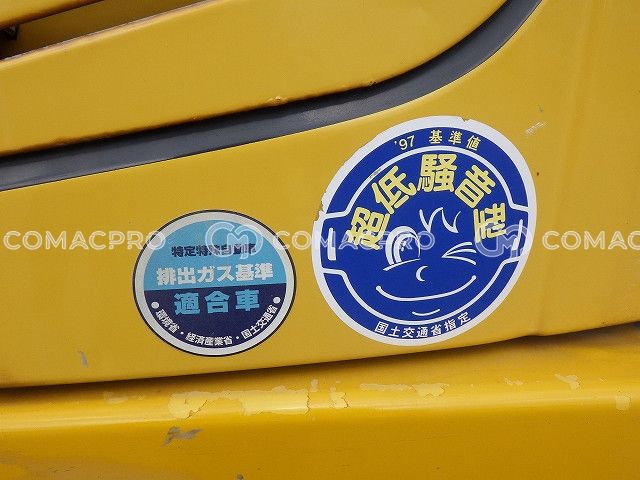 '97 基準値
超低騒音型
国土交通省指定
特定特殊自動車
排出ガス基準
適合車
環境省・経済産業省・国土交通省
COMACPRO
COMACPRO
COMAC